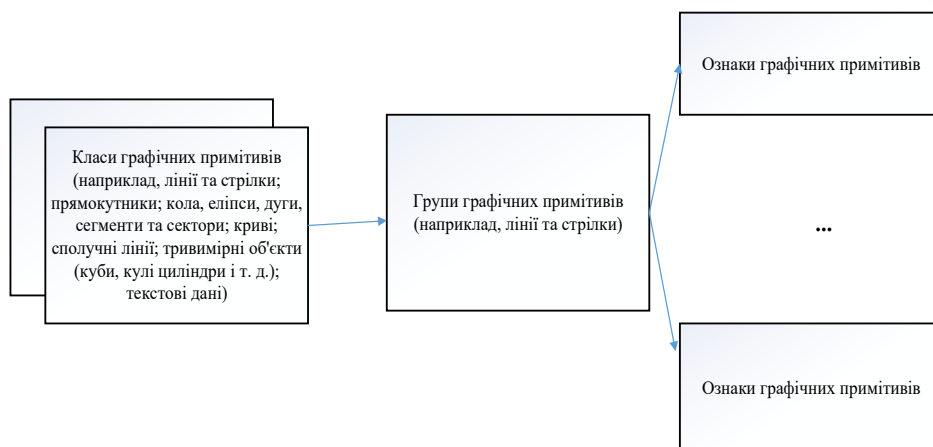 Ознаки графічних примітивів
Класи графічних примітивів
(наприклад, лінії та стрілки;
прямокутники; кола, еліпси, дуги,
сегменти та сектори; криві;
сполучні лінії; тривимірні об'єкти
(куби, кулі циліндри і т. д.);
текстові дані)
Групи графічних примітивів
(наприклад, лінії та стрілки)
...
Ознаки графічних примітивів